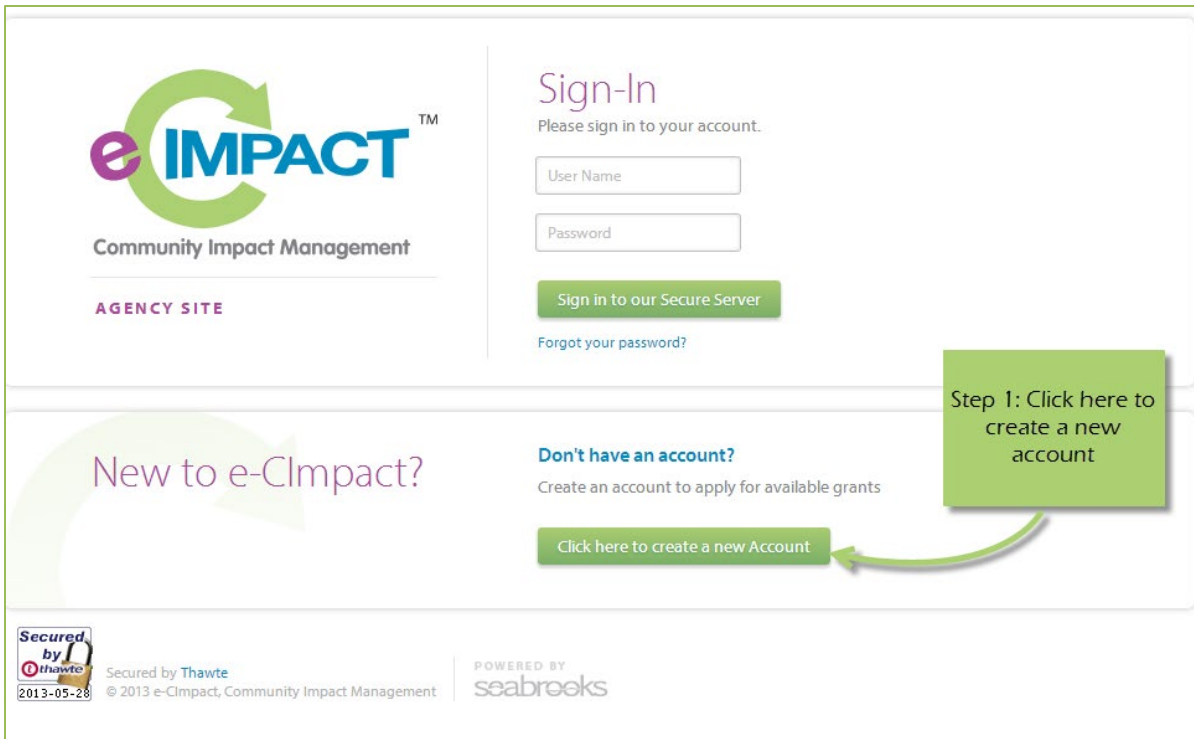 e IMPACT ™
Community Impact Management
AGENCY SITE
Sign-In
Please sign in to your account.
User Name
Password
Sign in to our Secure Server
Forgot your password?
Step 1: Click here to
create a new
account
New to e-CImpact?
Don't have an account?
Create an account to apply for available grants
Click here to create a new Account
Secured
by
thawte
2013-05-28
Secured by Thawte
© 2013 e-CImpact, Community Impact Management
POWERED BY
seabrooks